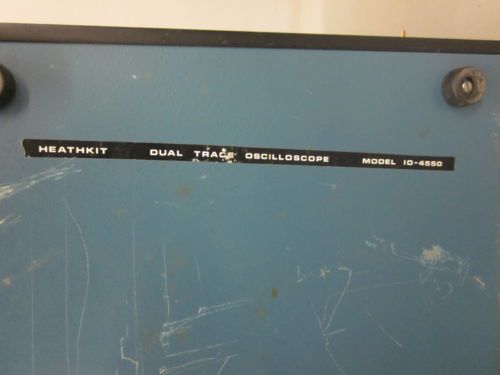 HEATHKIT DUAL TRACE OSCILLOSCOPE MODEL IO-4550